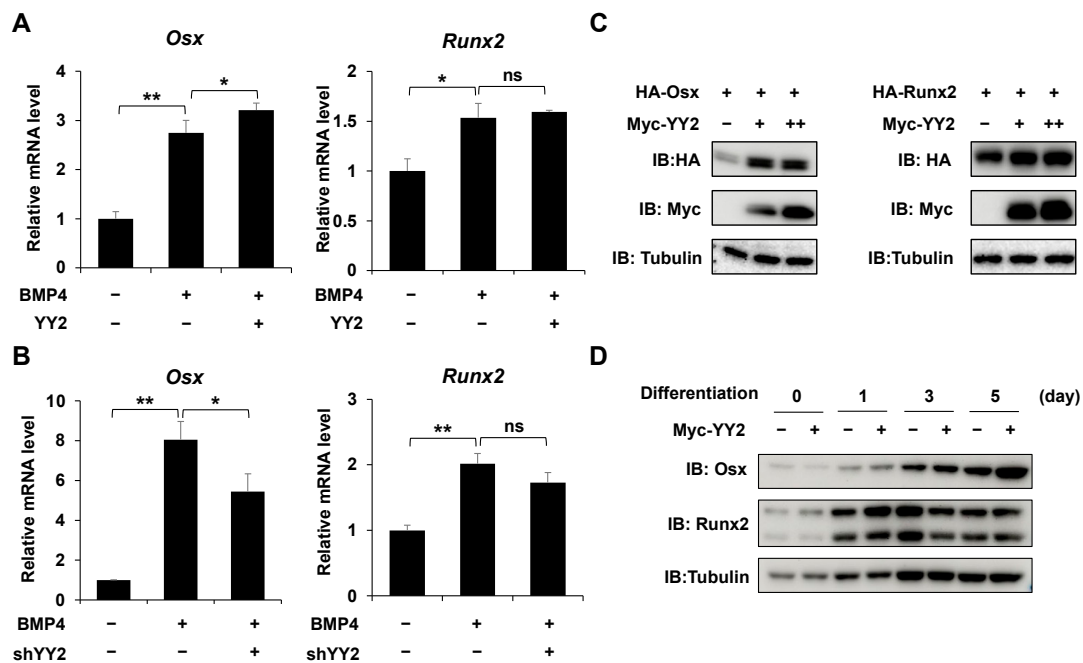 A
Osx
Relative mRNA level
4
3
2
1
0
**
*
BMP4 − + +
YY2 − − +
Runx2
Relative mRNA level
2
1.5
1
0.5
0
*
ns
BMP4 − + +
YY2 − − +
B
Osx
Relative mRNA level
10
8
6
4
2
0
**
*
BMP4 − + +
shYY2 − − +
Runx2
Relative mRNA level
3
2
1
0
**
ns
BMP4 − + +
shYY2 − − +
C
HA-Osx + + +
Myc-YY2 − + ++
IB:HA
IB: Myc
IB: Tubulin
HA-Runx2 + + +
Myc-YY2 − + ++
IB: HA
IB: Myc
IB:Tubulin
D
Differentiation 0 1 3 5 (day)
Myc-YY2 − + − + − + − +
IB: Osx
IB: Runx2
IB:Tubulin